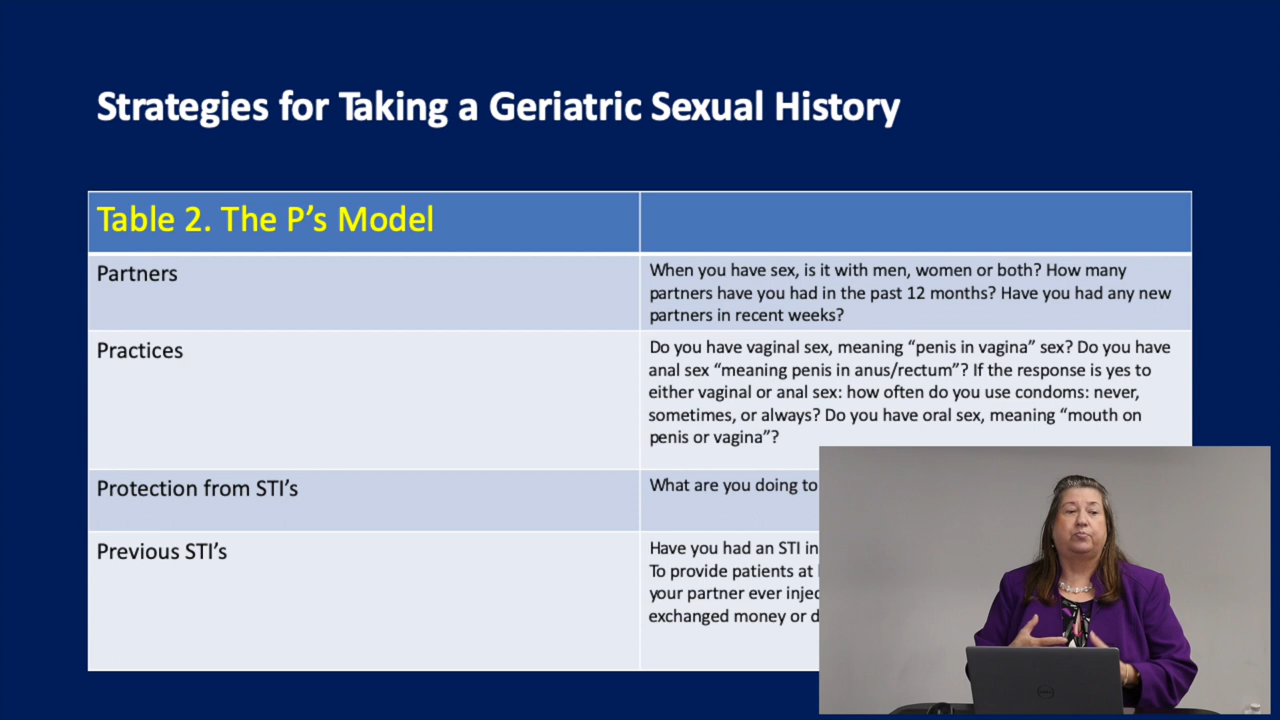 Strategies for Taking a Geriatric Sexual History
Table 2. The P’s Model
Partners
When you have sex, is it with men, women or both? How many
partners have you had in the past 12 months? Have you had any new
partners in recent weeks?
Practices
Do you have vaginal sex, meaning “penis in vagina” sex? Do you have
anal sex “meaning penis in anus/rectum”? If the response is yes to
either vaginal or anal sex: how often do you use condoms: never,
sometimes, or always? Do you have oral sex, meaning “mouth on
penis or vagina”?
Protection from STI’s
What are you doing to
Previous STI’s
Have you had an STI in
To provide patients at
your partner ever
exchanged money or
DELL